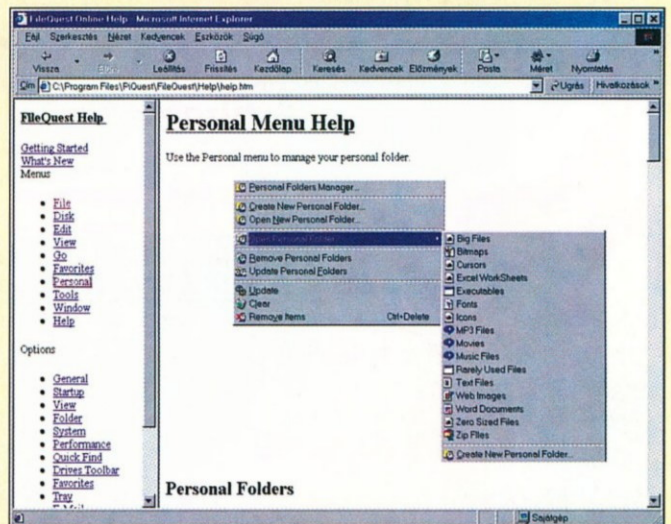 FileQuest Online Help - Microsoft Internet Explorer
Fájl Szerkesztés Nézet Kedvencek Eszközök Súgó
Vissza Előre Leállítás Frissítés Kezdőlap Keresés Kedvencek Előzmények Posta Méret Nyomtatás
Cím C:\Program Files\PiQuest\FileQuest\Help\help.htm Ugrás Hivatkozások
FileQuest Help
Getting Started
What's New
Menus
File
Disk
Edit
View
Go
Favorites
Personal
Tools
Window
Help
Options
General
Startup
View
Folder
System
Performance
Quick Find
Drives Toolbar
Favorites
Tray
E-Mail
Personal Menu Help
Use the Personal menu to manage your personal folder.
Personal Folders Manager...
Create New Personal Folder...
Open New Personal Folder...
Open Personal Folder
Remove Personal Folders
Update Personal Folders
Update
Clear
Remove Items Ctrl+Delete
Big Files
Bitmaps
Cursors
Excel WorkSheets
Executables
Fonts
Icons
MP3 Files
Movies
Music Files
Rarely Used Files
Text Files
Web Images
Word Documents
Zero Sized Files
Zip Files
Create New Personal Folder...
Personal Folders
Sajátgép